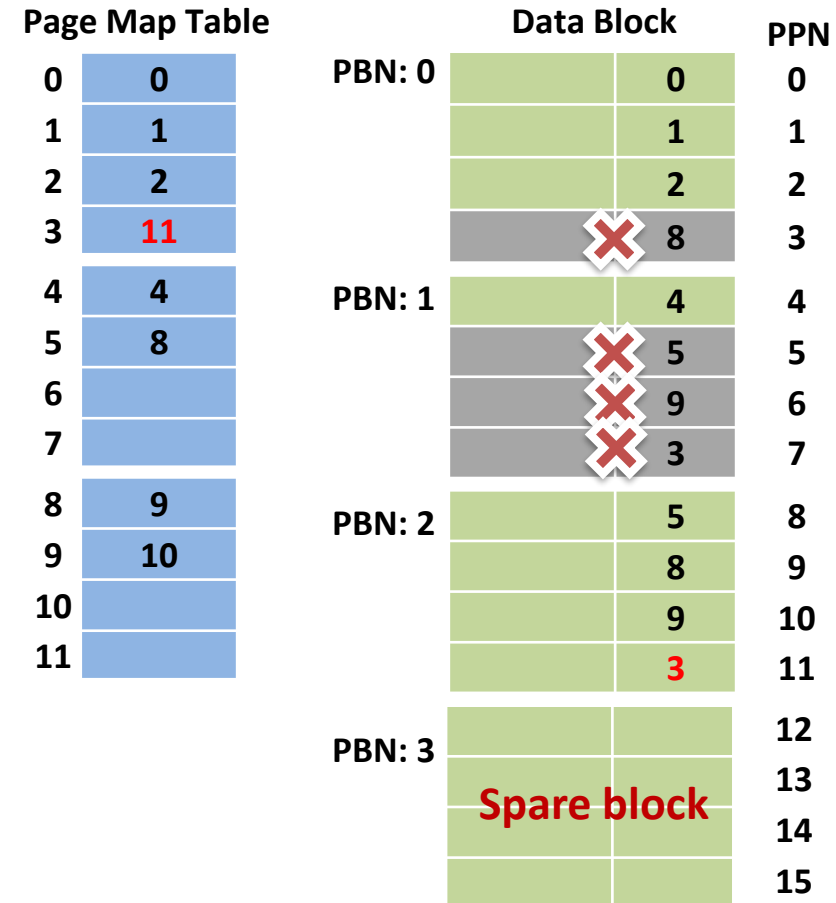 Page Map Table Data Block PPN
0 0 PBN: 0 0 0
1 1 1 1
2 2 2 2
3 11 8 3
4 4 PBN: 1 4 4
5 8 5 5
6 9 6
7 3 7
8 9 PBN: 2 5 8
9 10 8 9
10 9 10
11 3 11
PBN: 3 12
13
Spare block
14
15